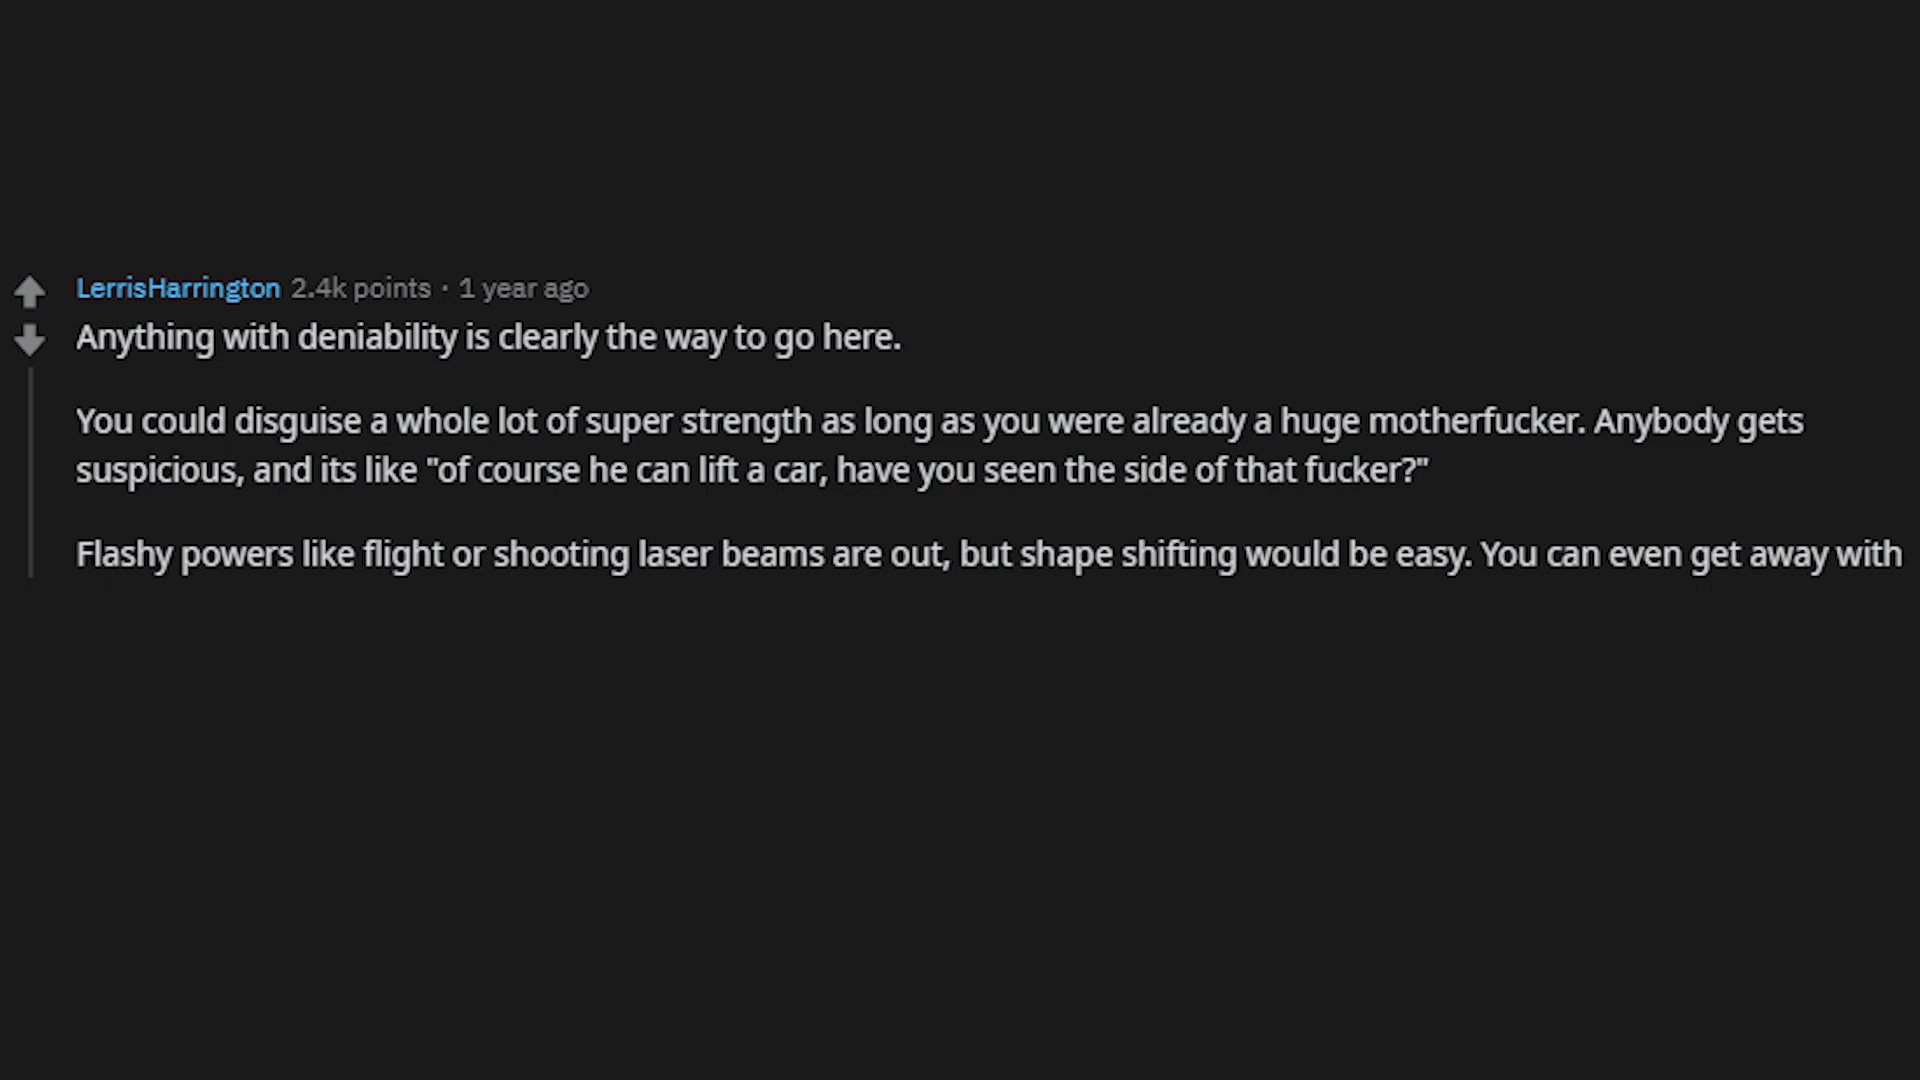 LerrisHarrington 2.4k points · 1 year ago
Anything with deniability is clearly the way to go here.
You could disguise a whole lot of super strength as long as you were already a huge motherfucker. Anybody gets
suspicious, and its like "of course he can lift a car, have you seen the side of that fucker?"
Flashy powers like flight or shooting laser beams are out, but shape shifting would be easy. You can even get away with